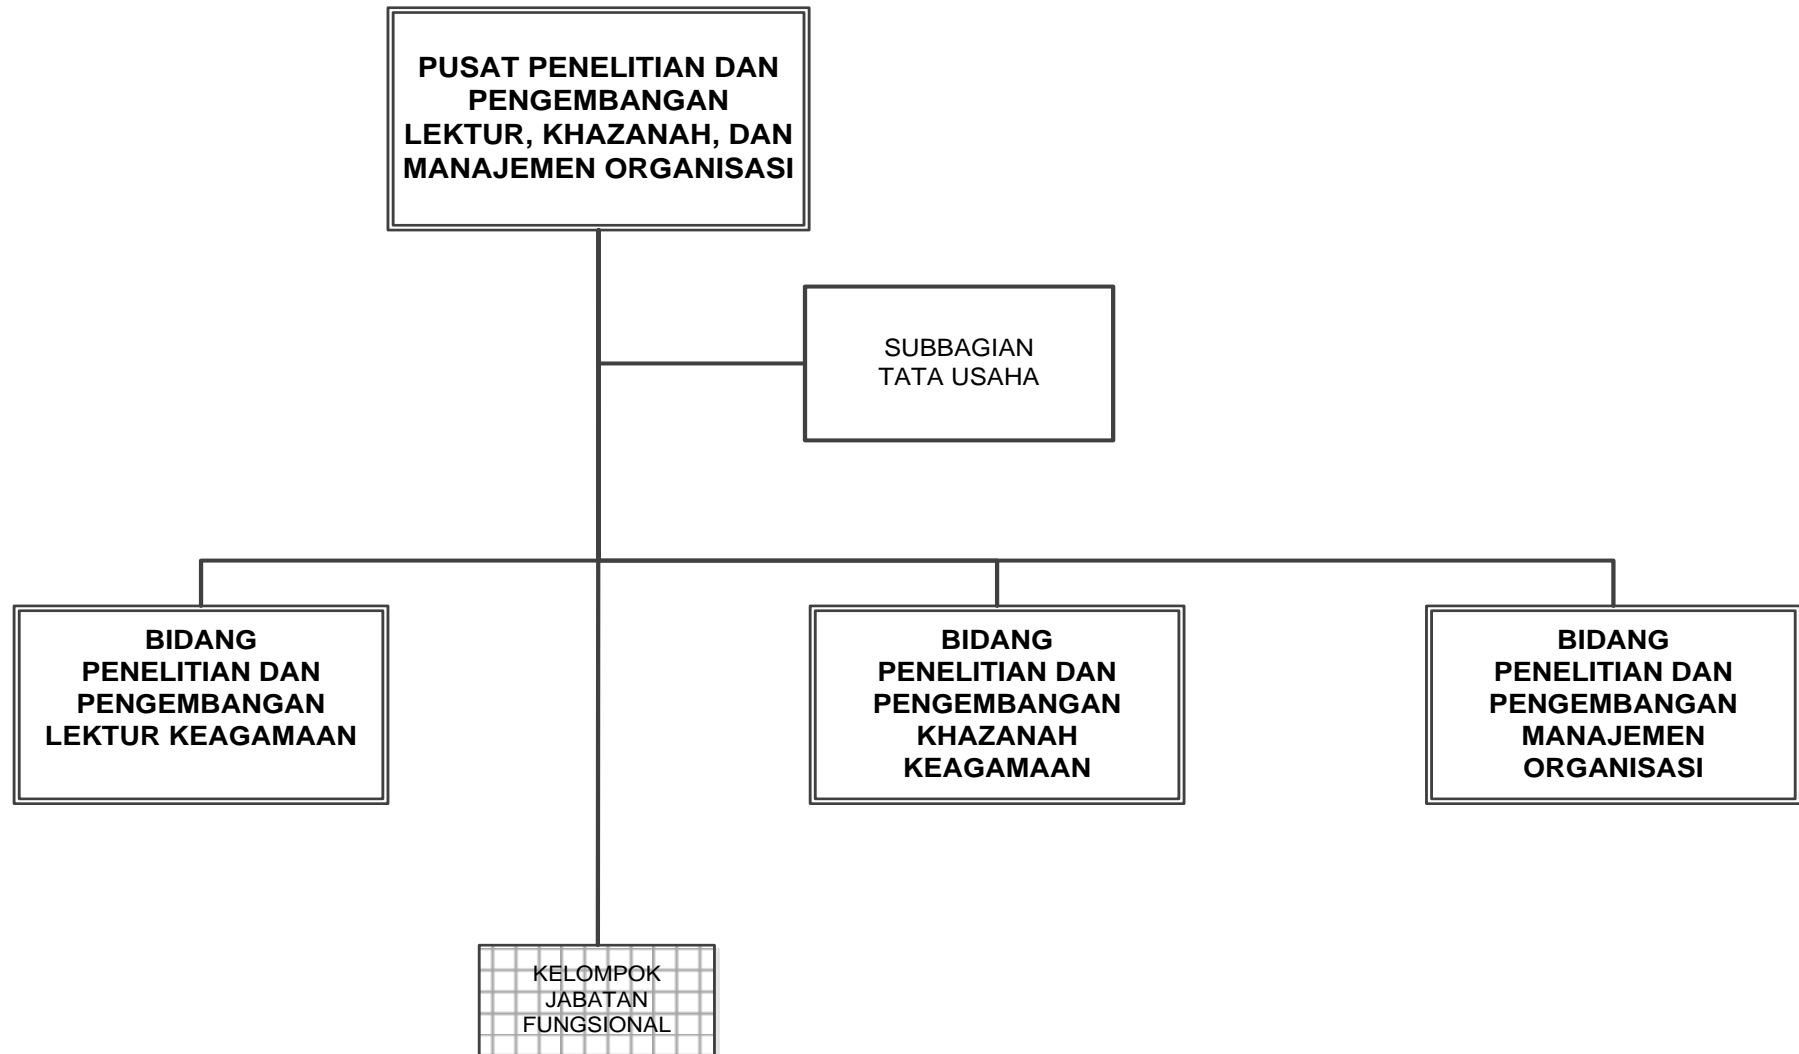 PUSAT PENELITIAN DAN
PENGEMBANGAN
LEKTUR, KHAZANAH, DAN
MANAJEMEN ORGANISASI
SUBBAGIAN
TATA USAHA
BIDANG
PENELITIAN DAN
PENGEMBANGAN
LEKTUR KEAGAMAAN
BIDANG
PENELITIAN DAN
PENGEMBANGAN
KHAZANAH
KEAGAMAAN
BIDANG
PENELITIAN DAN
PENGEMBANGAN
MANAJEMEN
ORGANISASI
KELOMPOK
JABATAN
FUNGSIONAL